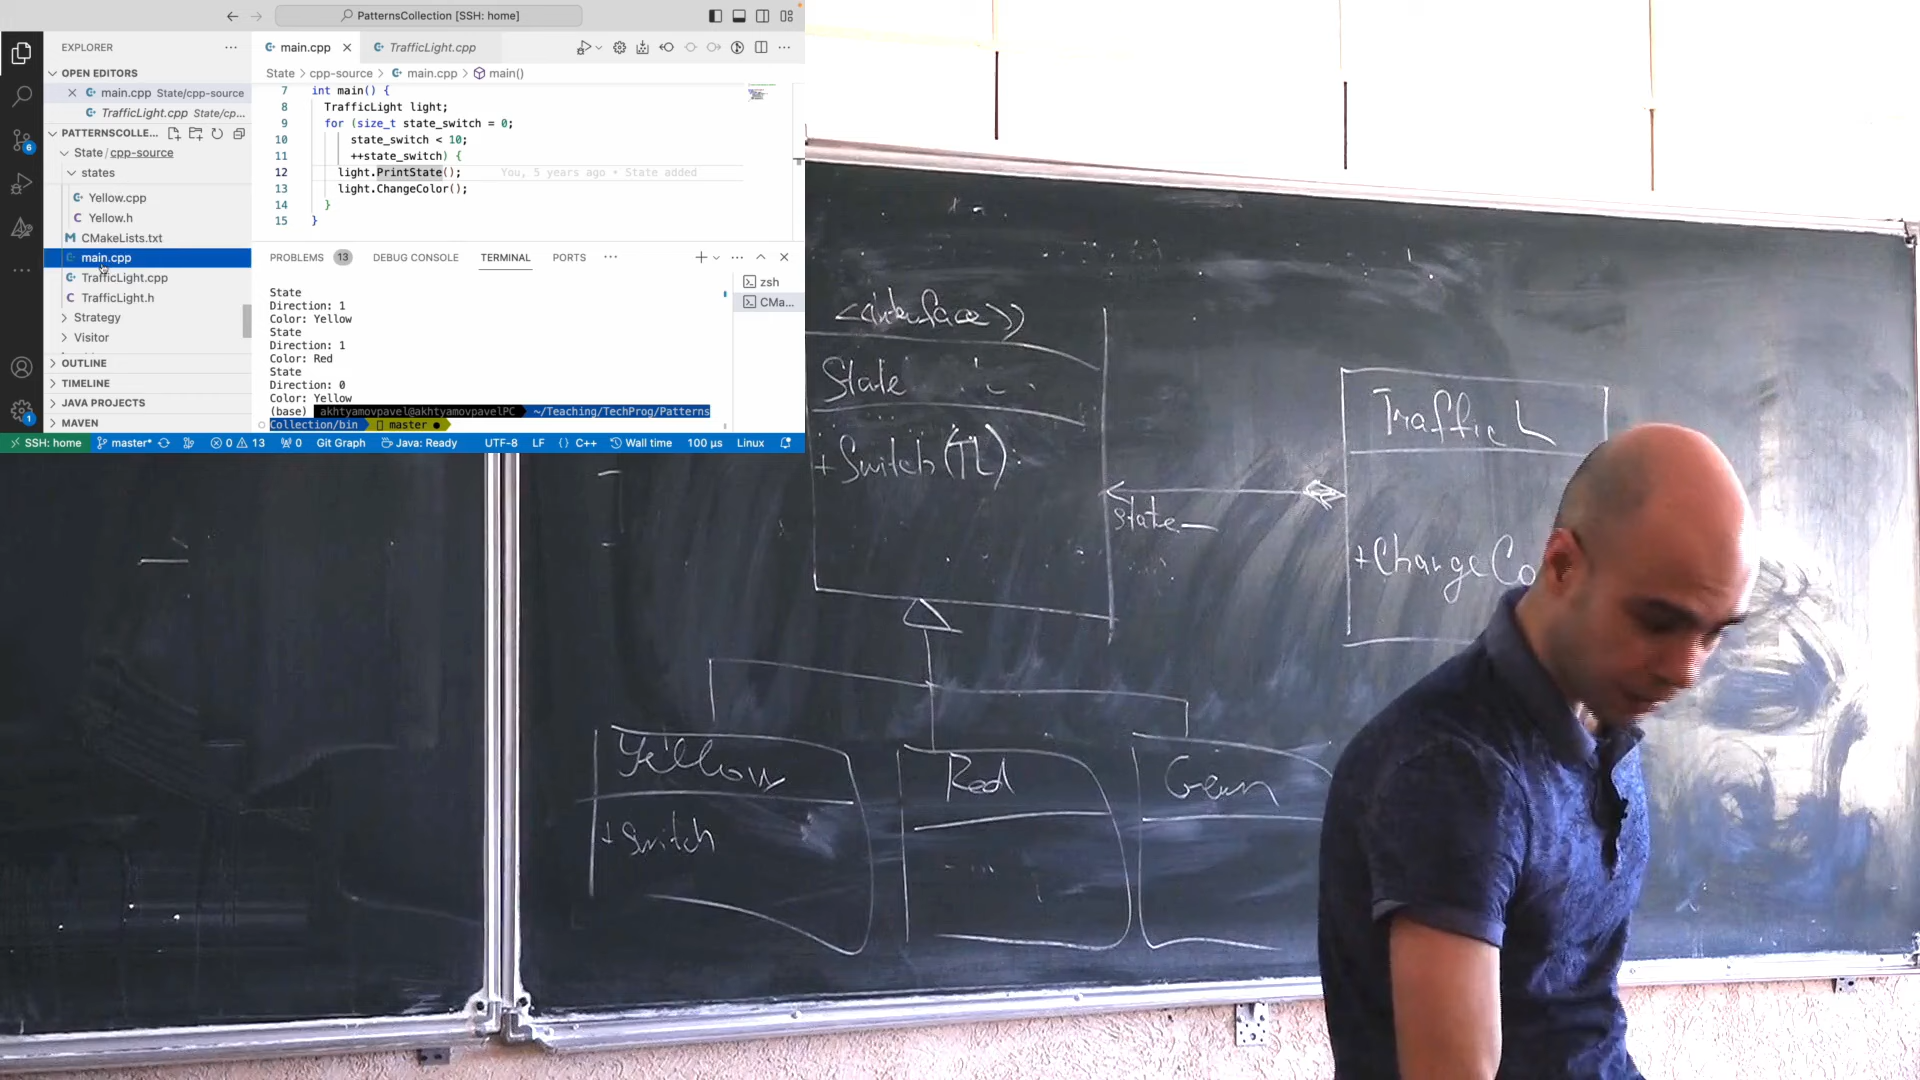 PatternsCollection [SSH: home]
EXPLORER
OPEN EDITORS
main.cpp State/cpp-source
TrafficLight.cpp State/cp...
PATTERNSCOLLE...
State / cpp-source
states
Yellow.cpp
Yellow.h
CMakeLists.txt
main.cpp
TrafficLight.cpp
TrafficLight.h
Strategy
Visitor
OUTLINE
TIMELINE
JAVA PROJECTS
MAVEN
6
1
main.cpp
TrafficLight.cpp
State > cpp-source > main.cpp > main()
7 int main() {
8 TrafficLight light;
9 for (size_t state_switch = 0;
10 state_switch < 10;
11 ++state_switch) {
12 light.PrintState(); You, 5 years ago • State added
13 light.ChangeColor();
14 }
15 }
PROBLEMS 13 DEBUG CONSOLE TERMINAL PORTS
zsh
CMa...
State
Direction: 1
Color: Yellow
State
Direction: 1
Color: Red
State
Direction: 0
Color: Yellow
(base) akhtyamovpavel@akhtyamovpavelPC ~/Teaching/TechProg/Patterns
Collection/bin master ●
SSH: home master* 0 13 0 Git Graph Java: Ready UTF-8 LF {} C++ Wall time 100 µs Linux
<<interface>>
State
+ Switch(TL):
state_
Traffic L
+ChangeCo
Yellow
+ Switch
Red
...
Green